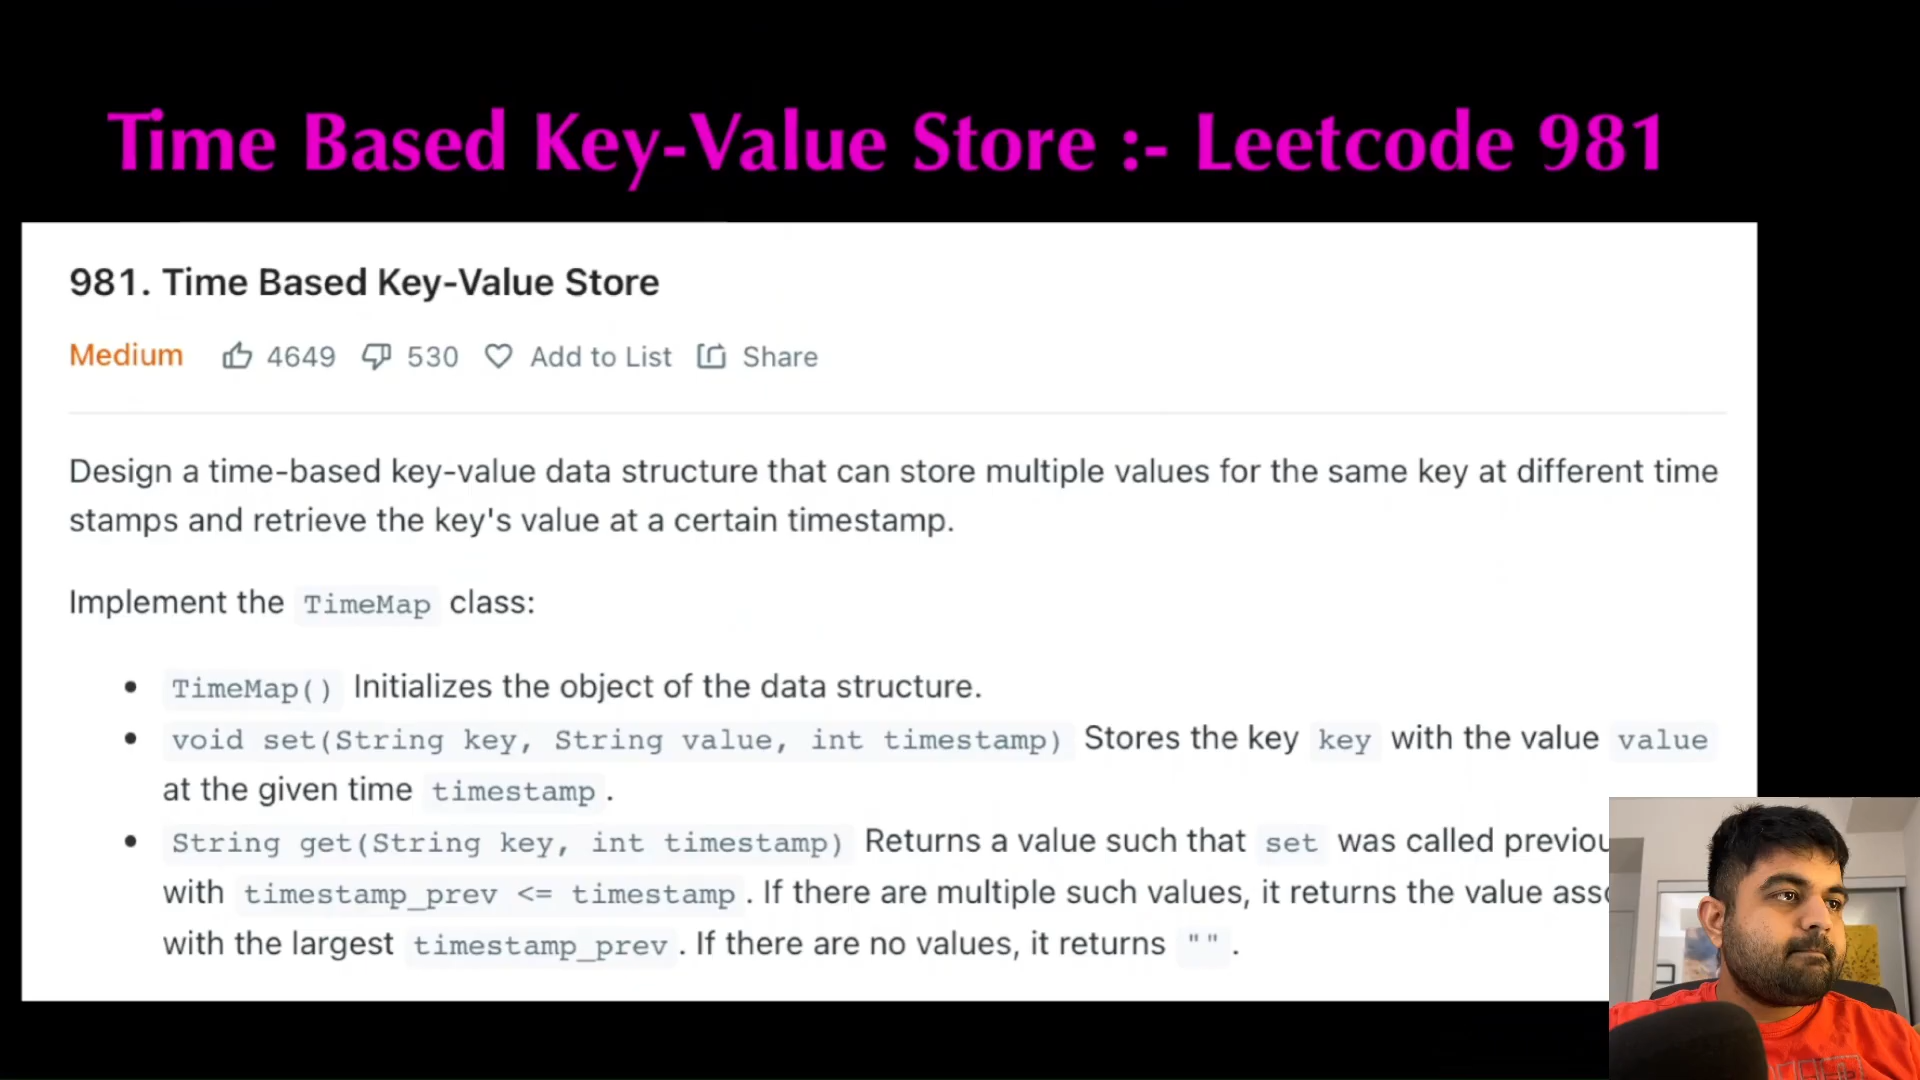 Time Based Key-Value Store :- Leetcode 981
981. Time Based Key-Value Store
Medium 4649 530 Add to List Share
Design a time-based key-value data structure that can store multiple values for the same key at different time
stamps and retrieve the key's value at a certain timestamp.
Implement the TimeMap class:
• TimeMap() Initializes the object of the data structure.
• void set(String key, String value, int timestamp) Stores the key key with the value value
at the given time timestamp.
• String get(String key, int timestamp) Returns a value such that set was called
with timestamp_prev <= timestamp. If there are multiple such values, it returns the value
with the largest timestamp_prev. If there are no values, it returns "".